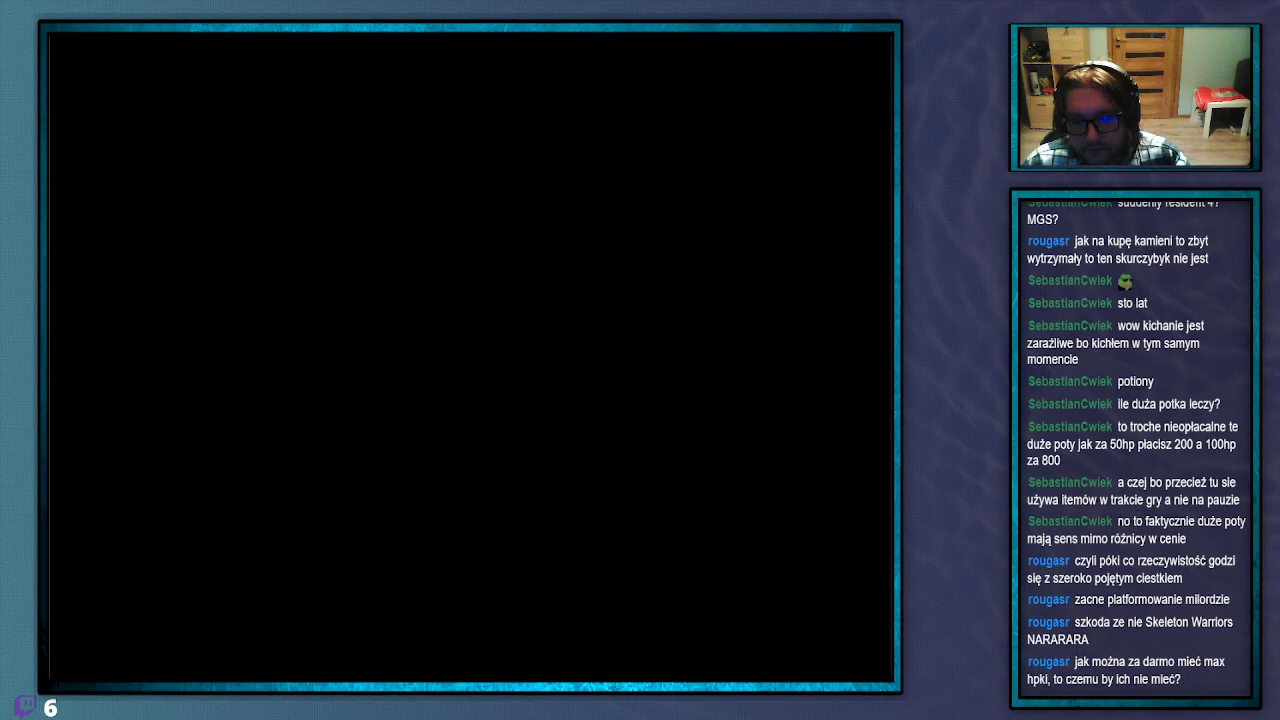 SebastianCwiek suddenly resident 4?
MGS?
rougasr jak na kupę kamieni to zbyt
wytrzymały to ten skurczybyk nie jest
SebastianCwiek
SebastianCwiek sto lat
SebastianCwiek wow kichanie jest
zaraźliwe bo kichłem w tym samym
momencie
SebastianCwiek potiony
SebastianCwiek ile duża potka leczy?
SebastianCwiek to troche nieopłacalne te
duże poty jak za 50hp płacisz 200 a 100hp
za 800
SebastianCwiek a czej bo przecież tu sie
używa itemów w trakcie gry a nie na pauzie
SebastianCwiek no to faktycznie duże poty
mają sens mimo różnicy w cenie
rougasr czyli póki co rzeczywistość godzi
się z szeroko pojętym ciestkiem
rougasr zacne platformowanie milordzie
rougasr szkoda ze nie Skeleton Warriors
NARARARA
rougasr jak można za darmo mieć max
hpki, to czemu by ich nie mieć?
6